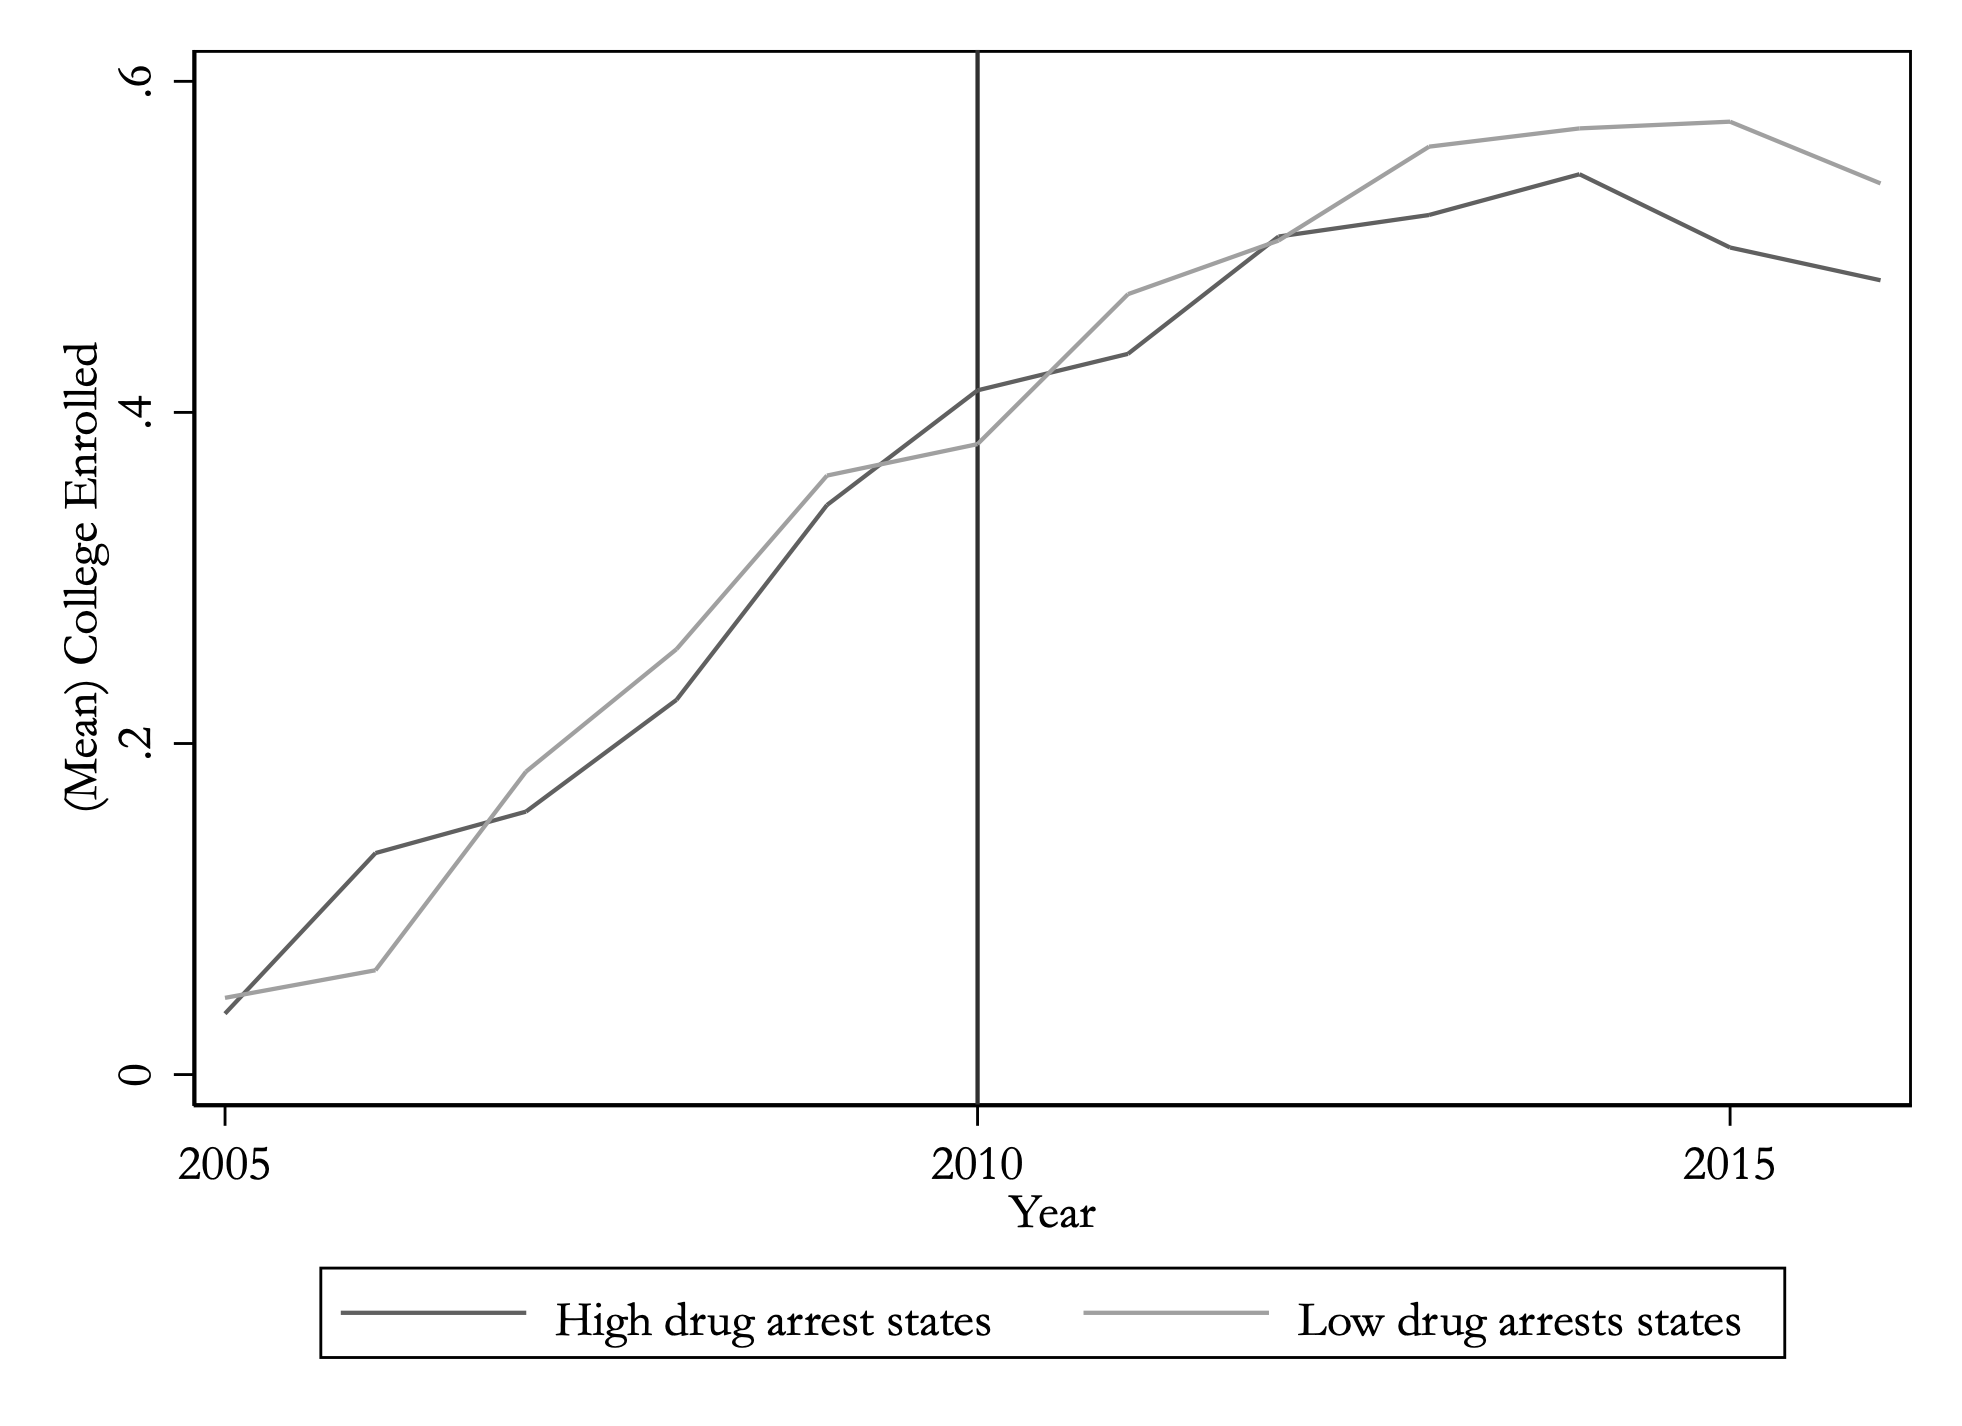 (Mean) College Enrolled
.6
.4
.2
0
2005 2010 2015
Year
High drug arrest states Low drug arrests states